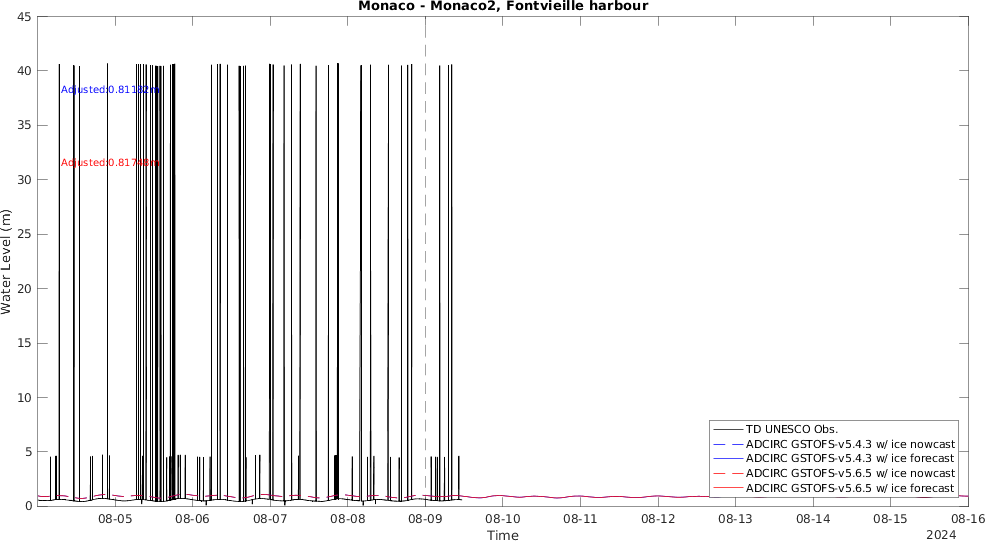 Monaco - Monaco2, Fontvieille harbour
45
40
35
30
25
20
15
10
5
0
Water Level (m)
Adjusted:0.81182m
Adjusted:0.81748m
TD UNESCO Obs.
ADCIRC GSTOFS-v5.4.3 w/ ice nowcast
ADCIRC GSTOFS-v5.4.3 w/ ice forecast
ADCIRC GSTOFS-v5.6.5 w/ ice nowcast
ADCIRC GSTOFS-v5.6.5 w/ ice forecast
08-05 08-06 08-07 08-08 08-09 08-10 08-11 08-12 08-13 08-14 08-15 08-16
Time
2024